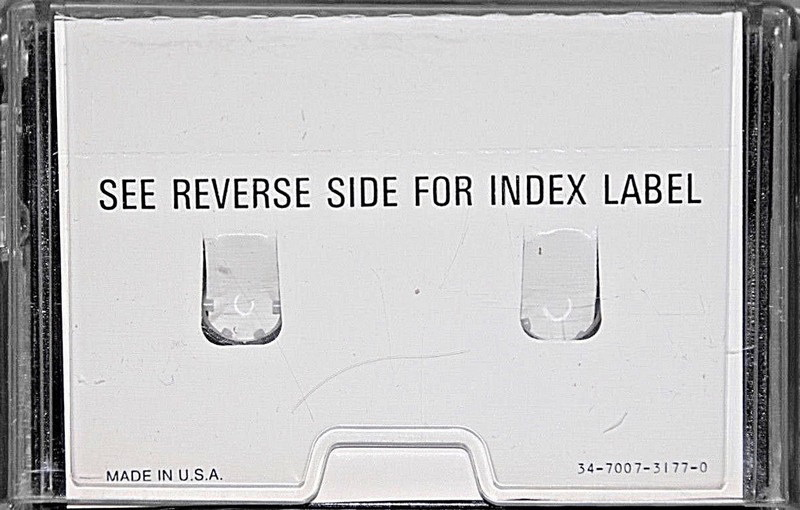 SEE REVERSE SIDE FOR INDEX LABEL
MADE IN U.S.A.
34-7007-3177-0